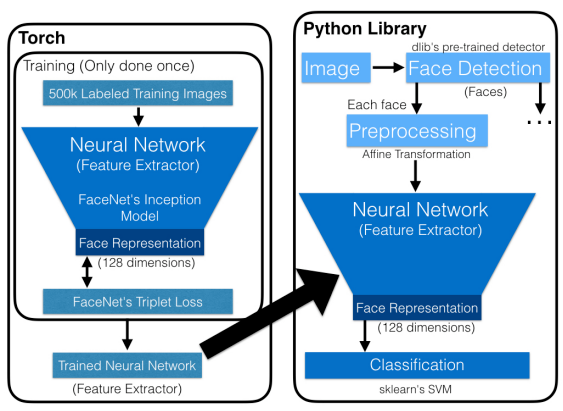 Torch
Training (Only done once)
500k Labeled Training Images
Neural Network
(Feature Extractor)
FaceNet's Inception
Model
Face Representation
(128 dimensions)
FaceNet's Triplet Loss
Trained Neural Network
(Feature Extractor)
Python Library
dlib's pre-trained detector
Image
Face Detection
(Faces)
Each face
...
Preprocessing
Affine Transformation
Neural Network
(Feature Extractor)
Face Representation
(128 dimensions)
Classification
sklearn's SVM